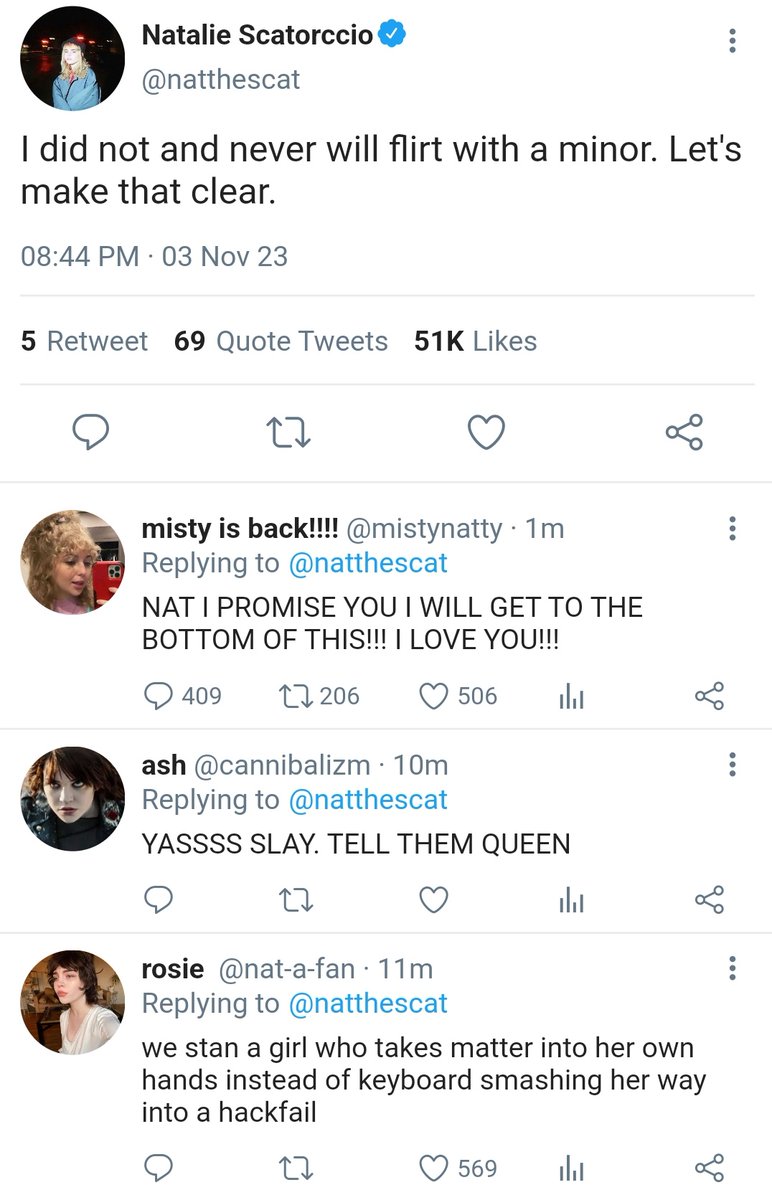 Natalie Scatorccio
@natthescat
I did not and never will flirt with a minor. Let's
make that clear.
08:44 PM · 03 Nov 23
5 Retweet 69 Quote Tweets 51K Likes
misty is back!!!! @mistynatty · 1m
Replying to @natthescat
NAT I PROMISE YOU I WILL GET TO THE
BOTTOM OF THIS!!! I LOVE YOU!!!
409 206 506
ash @cannibalizm · 10m
Replying to @natthescat
YASSSS SLAY. TELL THEM QUEEN
rosie @nat-a-fan · 11m
Replying to @natthescat
we stan a girl who takes matter into her own
hands instead of keyboard smashing her way
into a hackfail
569